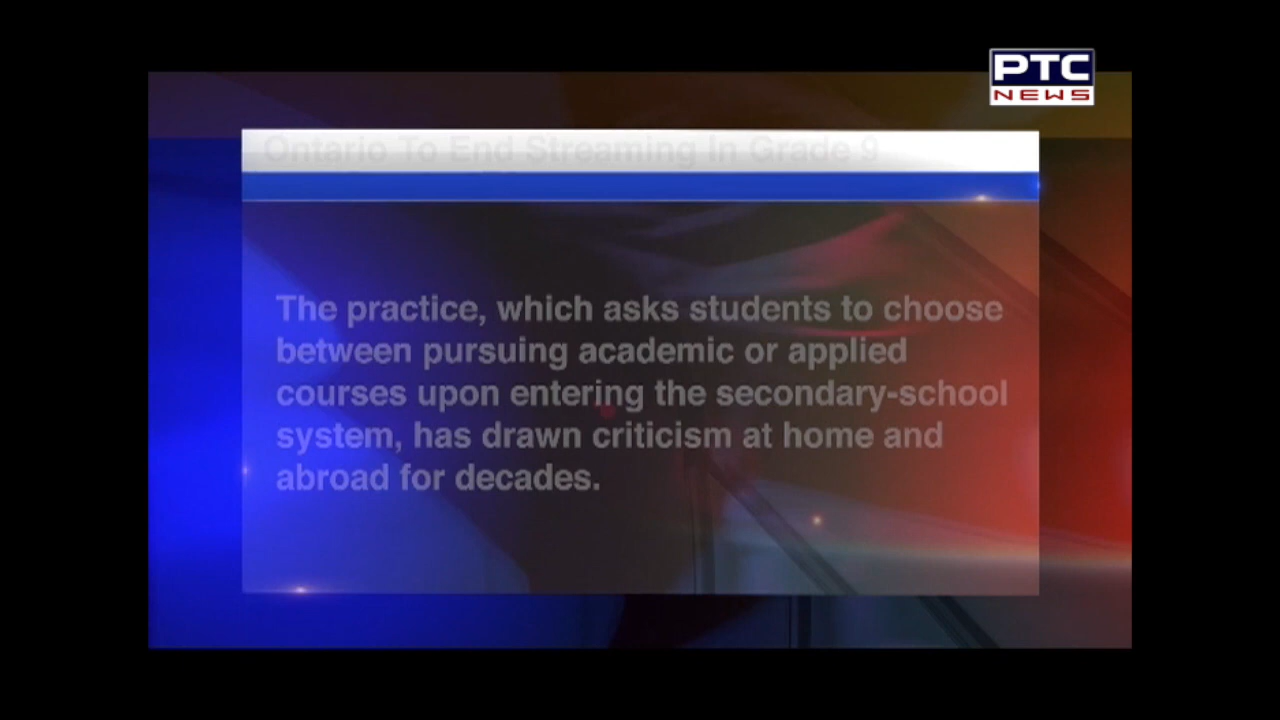 PTC
NEWS
Ontario To End Streaming In Grade 9
The practice, which asks students to choose
between pursuing academic or applied
courses upon entering the secondary-school
system, has drawn criticism at home and
abroad for decades.